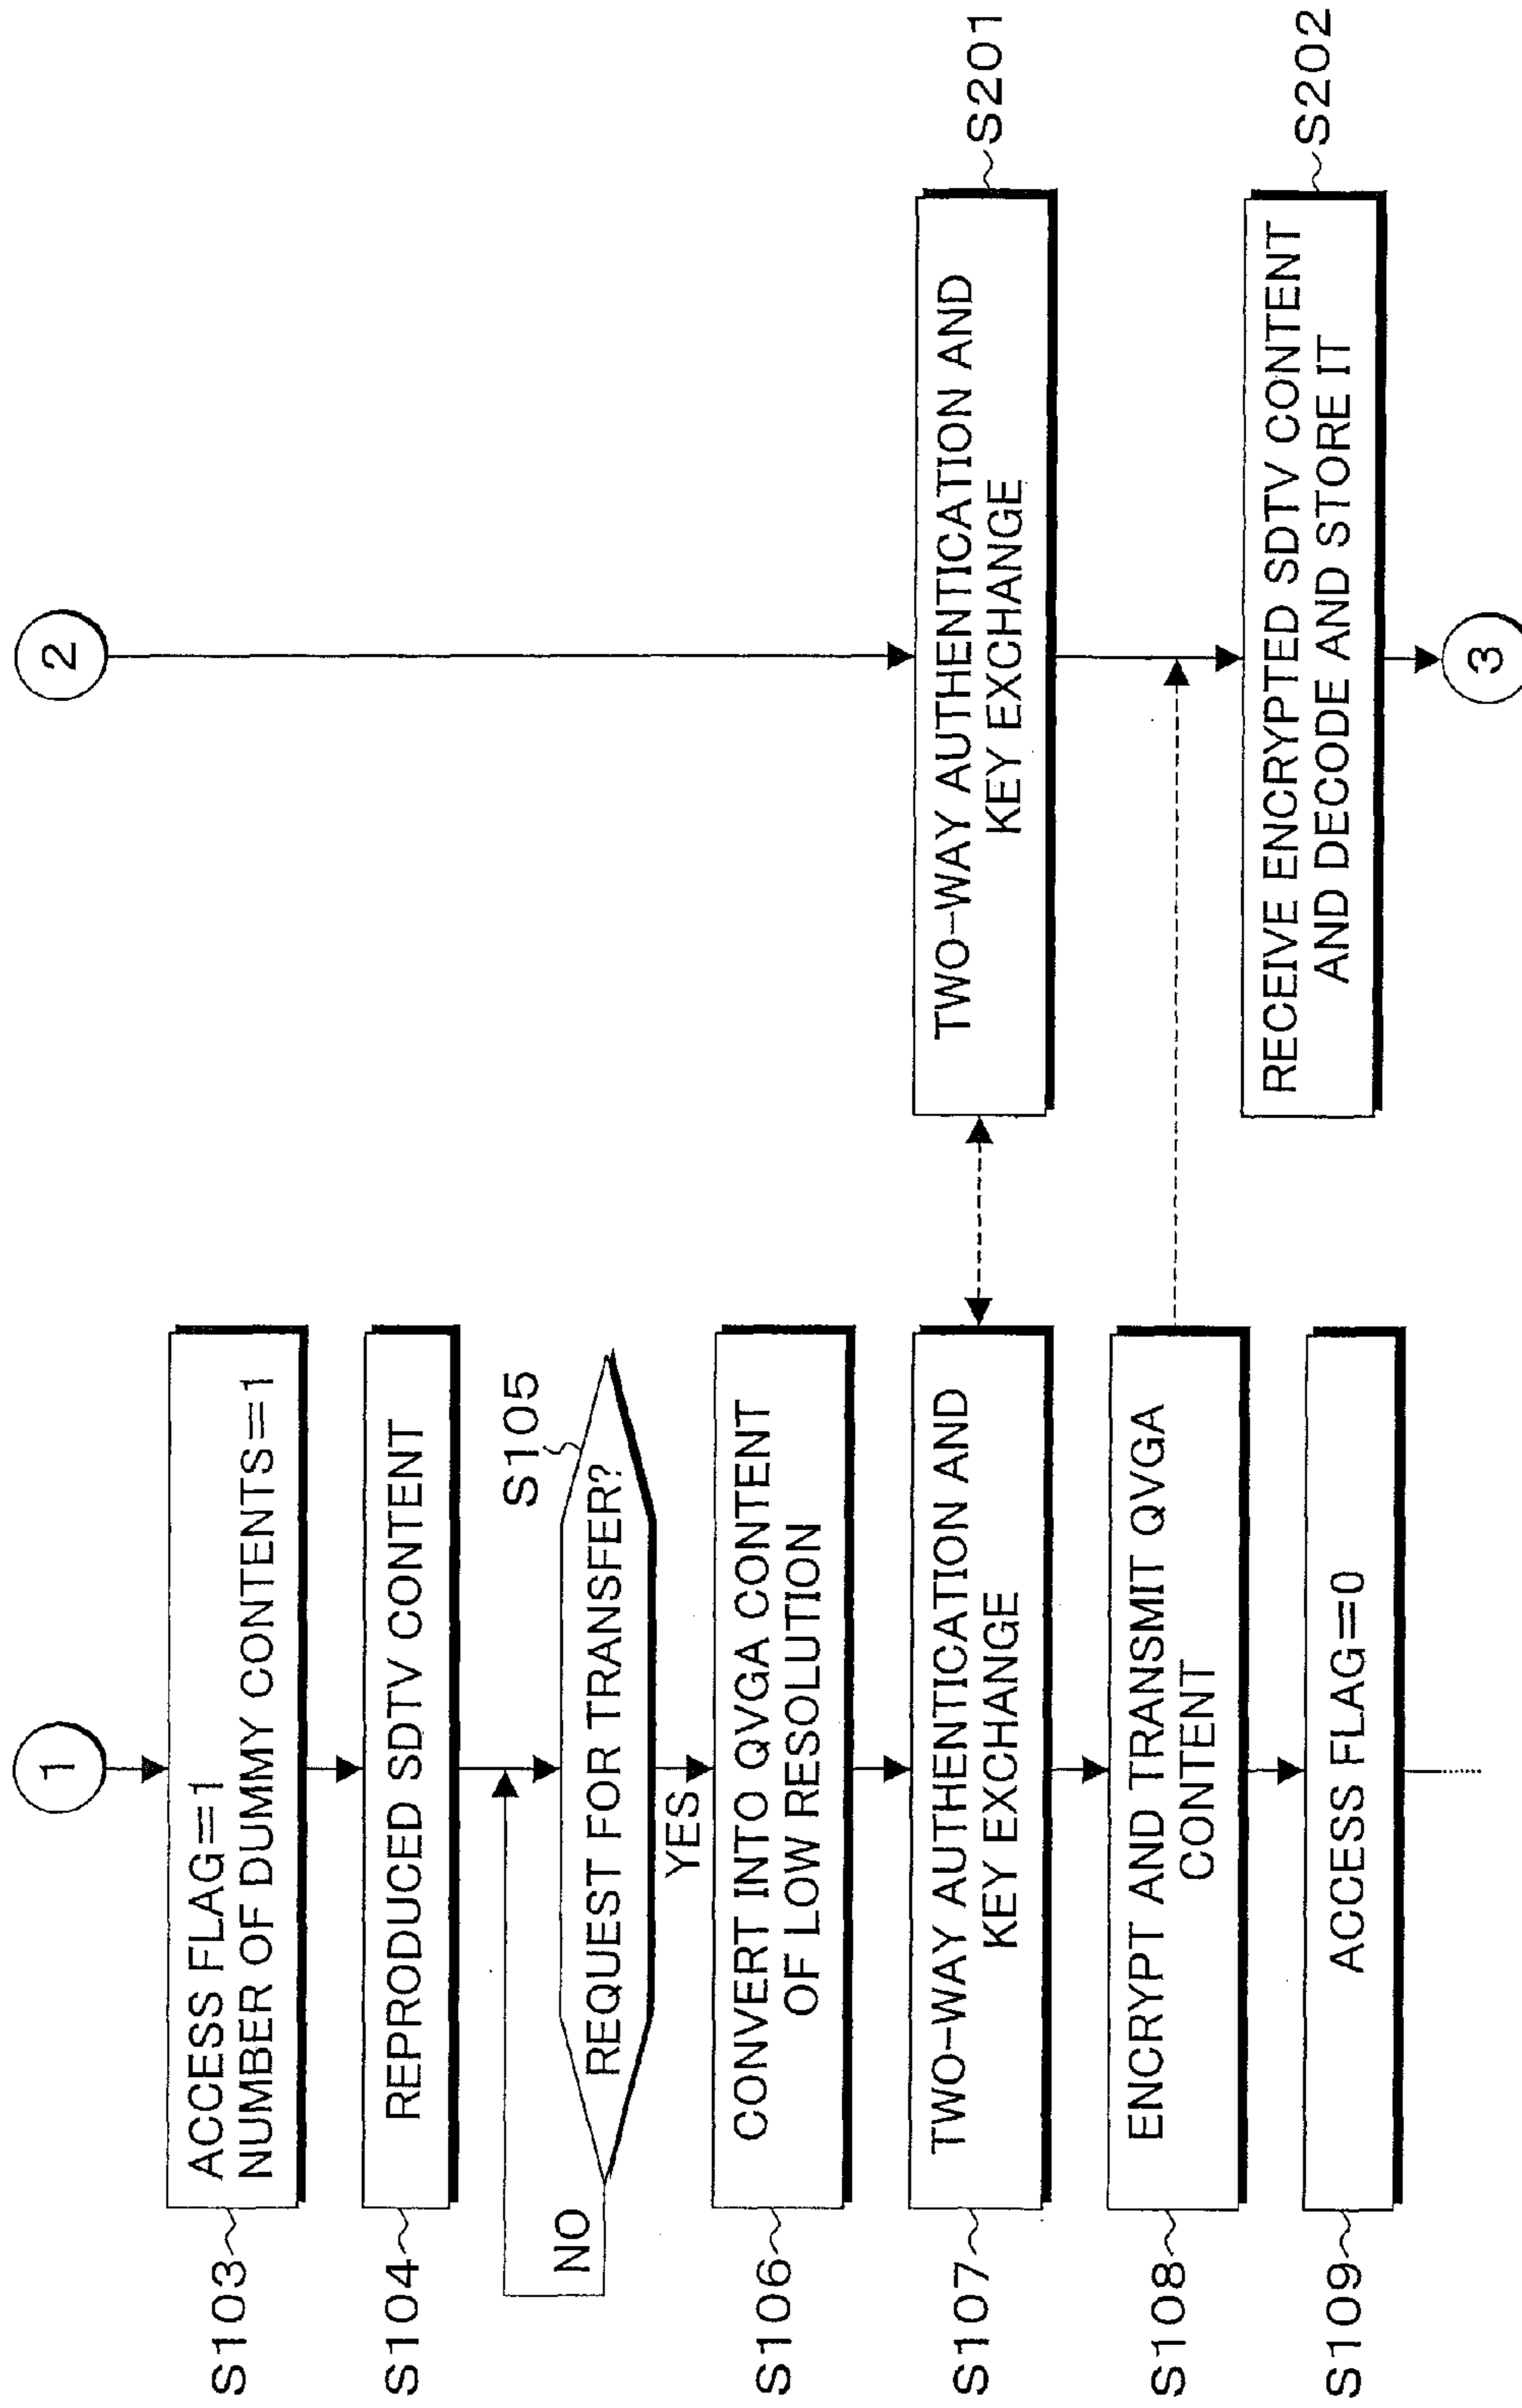 1
S103
ACCESS FLAG=1
NUMBER OF DUMMY CONTENTS=1
S104
REPRODUCED SDTV CONTENT
S105
REQUEST FOR TRANSFER?
NO
YES
S106
CONVERT INTO QVGA CONTENT
OF LOW RESOLUTION
S107
TWO-WAY AUTHENTICATION AND
KEY EXCHANGE
S108
ENCRYPT AND TRANSMIT QVGA
CONTENT
S109
ACCESS FLAG=0
2
TWO-WAY AUTHENTICATION AND
KEY EXCHANGE
S201
RECEIVE ENCRYPTED SDTV CONTENT
AND DECODE AND STORE IT
S202
3